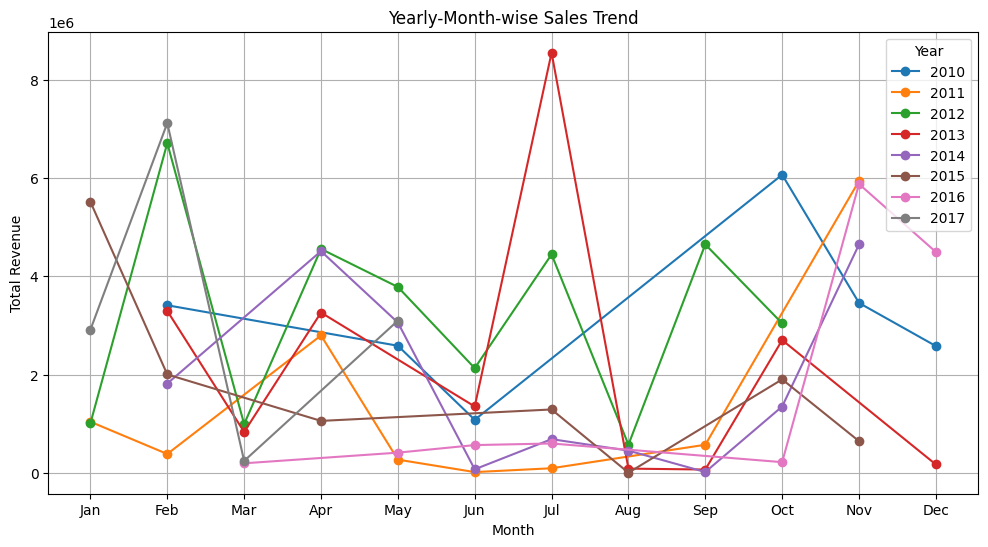 Yearly-Month-wise Sales Trend
1e6
Total Revenue
8
6
4
2
0
Jan Feb Mar Apr May Jun Jul Aug Sep Oct Nov Dec
Month
Year
2010
2011
2012
2013
2014
2015
2016
2017